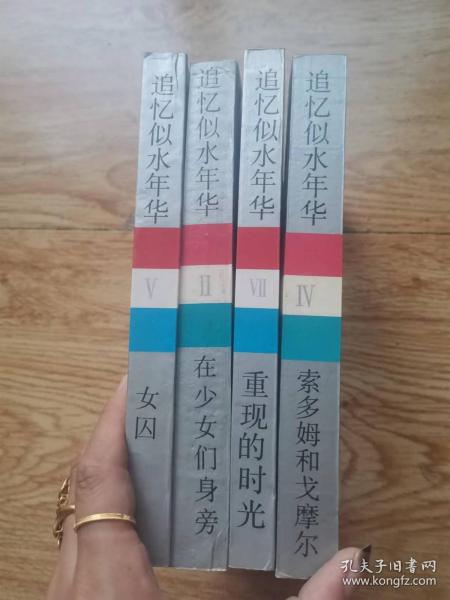 追忆似水年华
V
女囚
追忆似水年华
II
在少女们身旁
追忆似水年华
VII
重现的时光
追忆似水年华
IV
索多姆和戈摩尔
孔夫子旧书网
www.kongfz.com